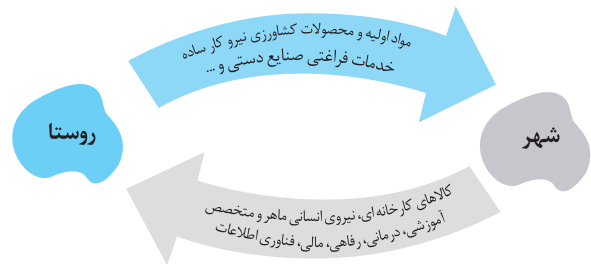 مواد اولیه و محصولات کشاورزی نیرو کار ساده
خدمات فراغتی صنایع دستی و ...
روستا
شهر
کالاهای کارخانه ای، نیروی انسانی ماهر و متخصص
آموزشی، درمانی، رفاهی، مالی، فناوری اطلاعات